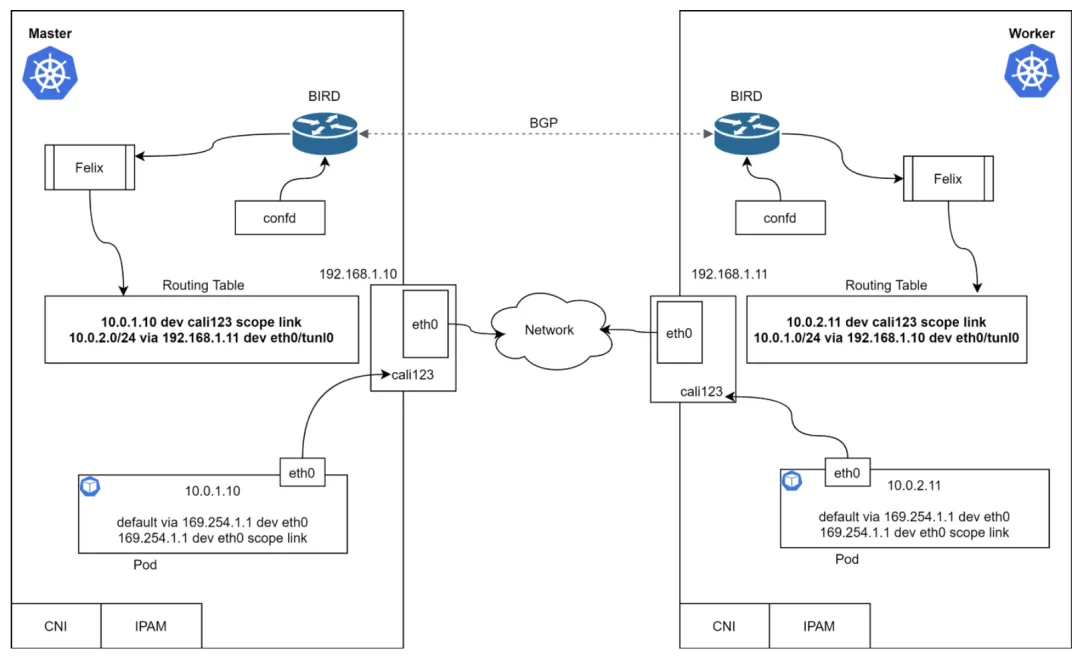 Master
BIRD
Felix
confd
192.168.1.10
Routing Table
10.0.1.10 dev cali123 scope link
10.0.2.0/24 via 192.168.1.11 dev eth0/tunl0
eth0
cali123
eth0
10.0.1.10
default via 169.254.1.1 dev eth0
169.254.1.1 dev eth0 scope link
Pod
CNI
IPAM
BGP
Network
Worker
BIRD
Felix
confd
192.168.1.11
Routing Table
10.0.2.11 dev cali123 scope link
10.0.1.0/24 via 192.168.1.10 dev eth0/tunl0
eth0
cali123
eth0
10.0.2.11
default via 169.254.1.1 dev eth0
169.254.1.1 dev eth0 scope link
Pod
CNI
IPAM